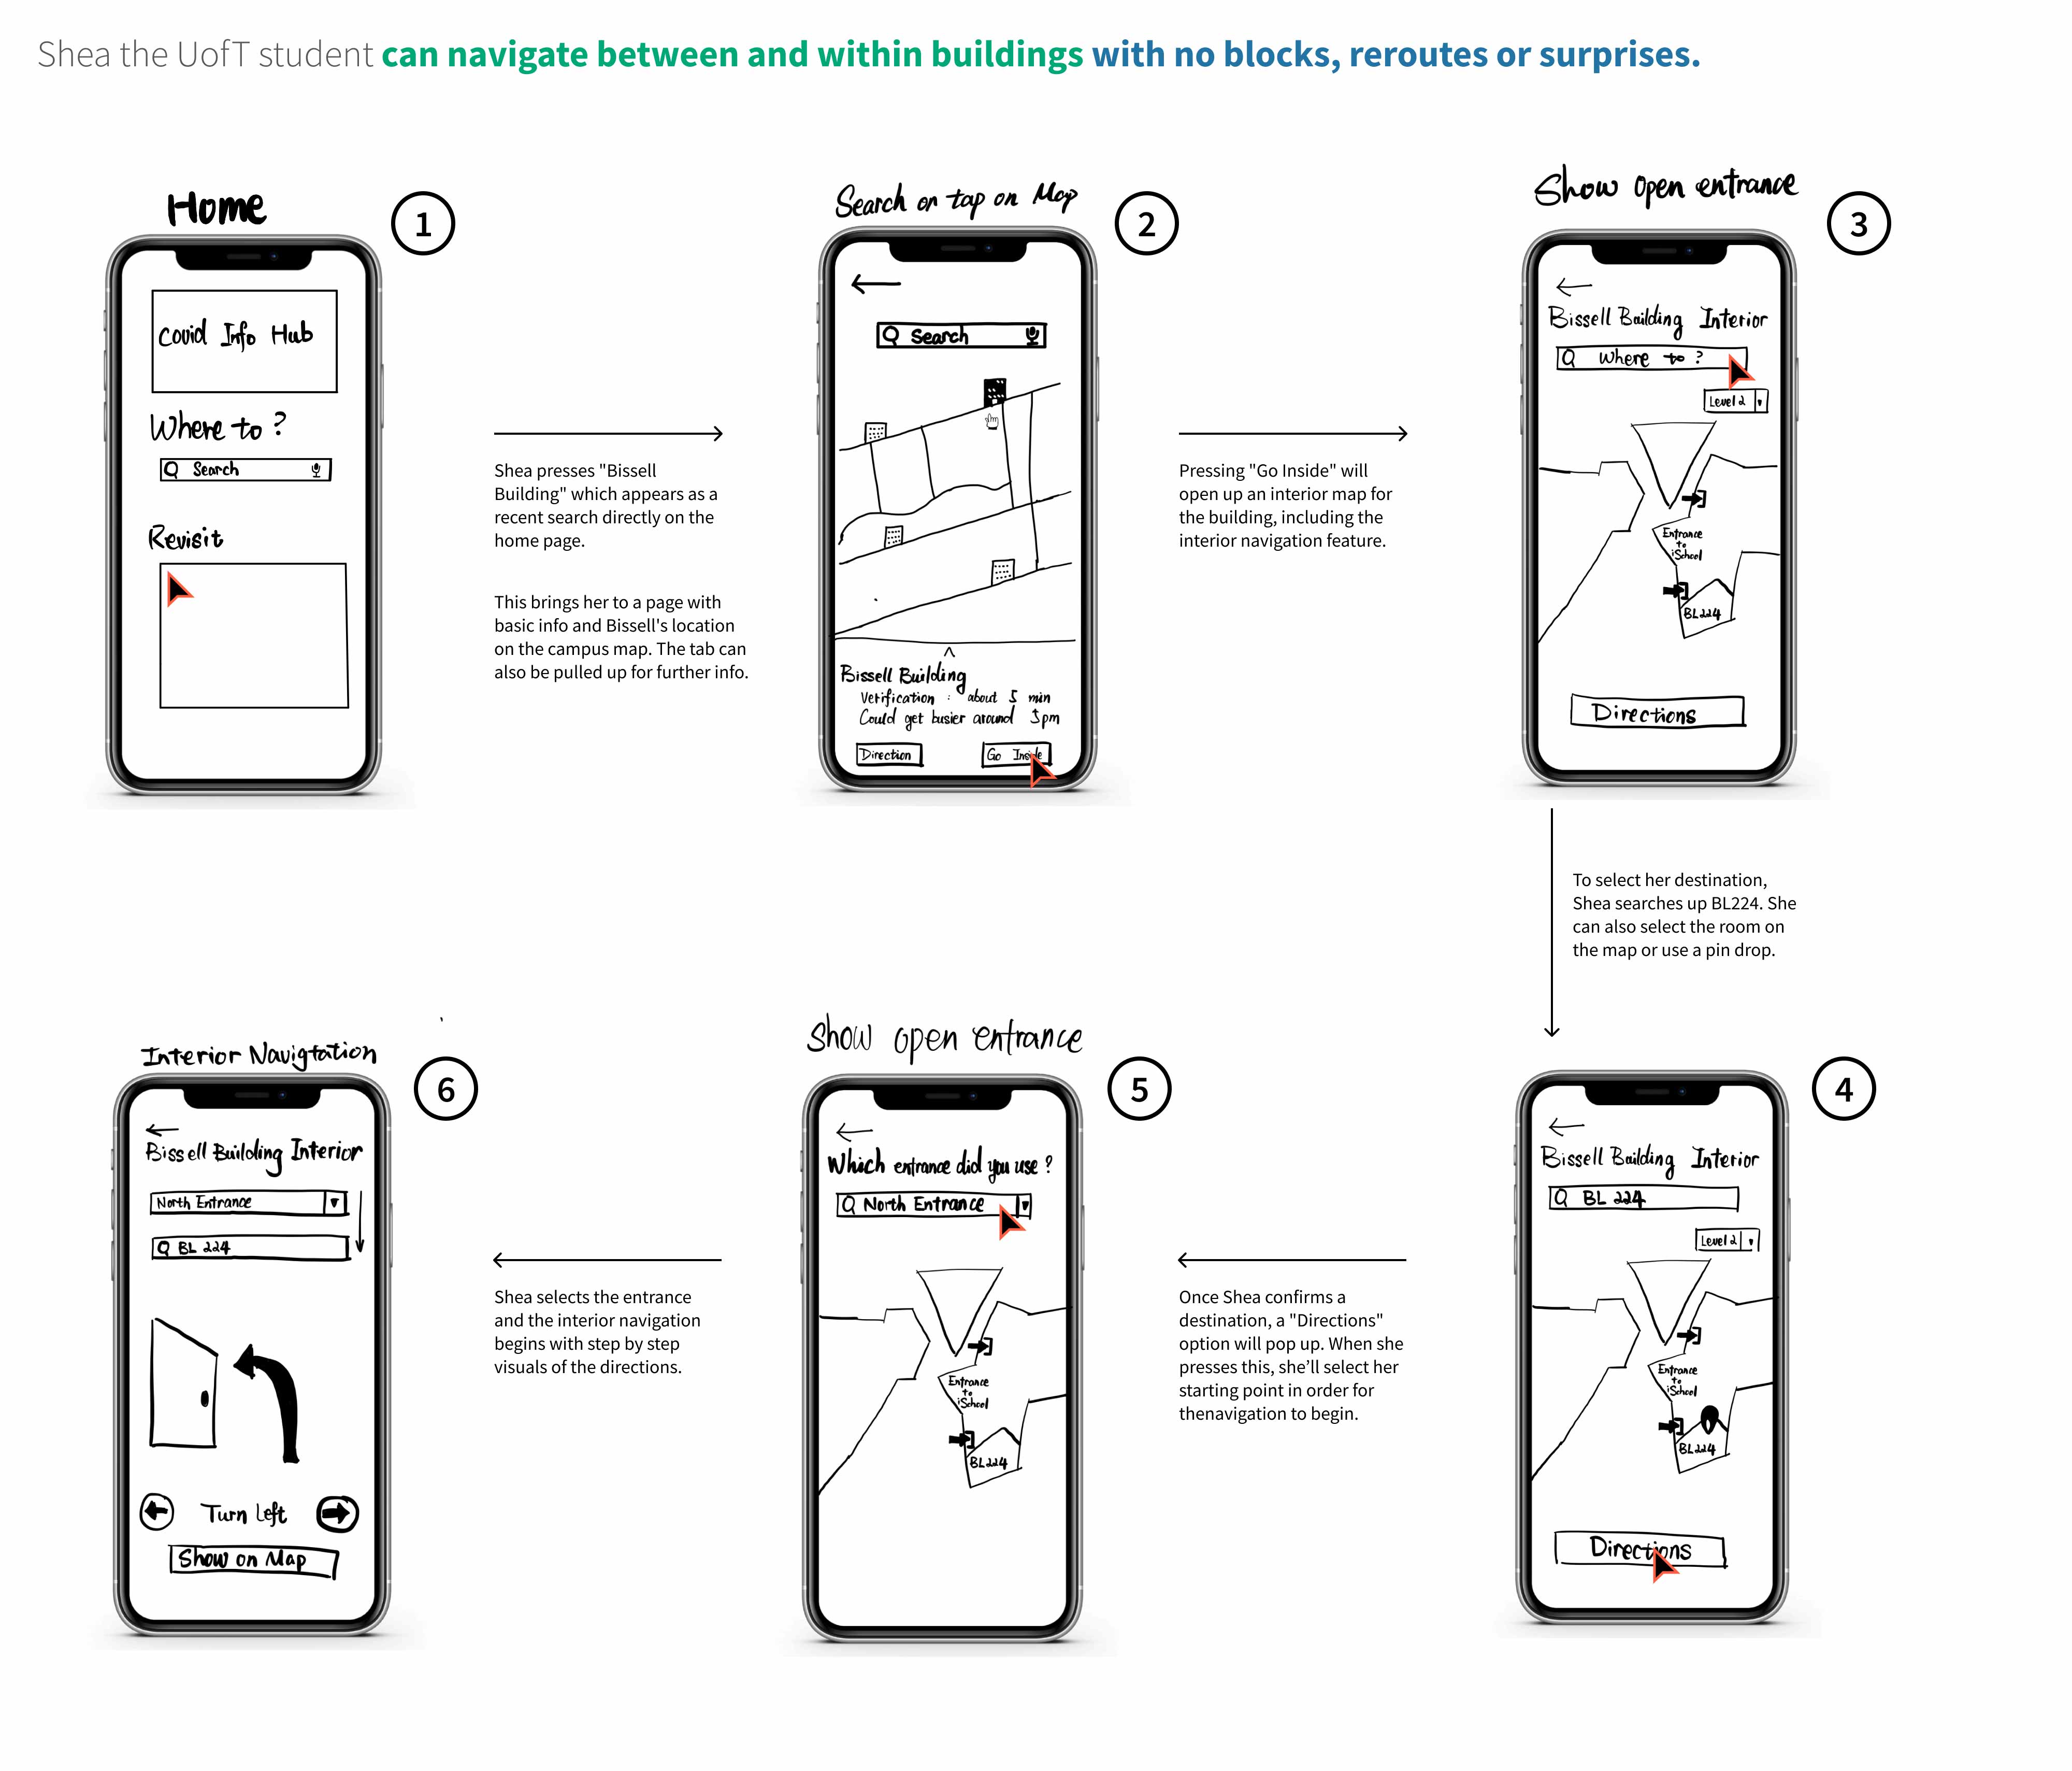 Shea the UofT student can navigate between and within buildings with no blocks, reroutes or surprises.
Home
1
Covid Info Hub
Where to?
Search
Revisit
Shea presses "Bissell
Building" which appears as a
recent search directly on the
home page.
This brings her to a page with
basic info and Bissell's location
on the campus map. The tab can
also be pulled up for further info.
Search or tap on Map
2
Search
Bissell Building
Verification : about 5 min
Could get busier around 3pm
Direction
Go Inside
Pressing "Go Inside" will
open up an interior map for
the building, including the
interior navigation feature.
Show open entrance
3
Bissell Building Interior
Where to?
Level 2
Entrance
to
iSchool
BL224
Directions
To select her destination,
Shea searches up BL224. She
can also select the room on
the map or use a pin drop.
4
Bissell Building Interior
BL 224
Level 2
Entrance
to
iSchool
BL224
Directions
Once Shea confirms a
destination, a "Directions"
option will pop up. When she
presses this, she’ll select her
starting point in order for
thenavigation to begin.
Show open entrance
5
Which entrance did you use?
North Entrance
Entrance
to
iSchool
BL224
Shea selects the entrance
and the interior navigation
begins with step by step
visuals of the directions.
Interior Navigtation
6
Bissell Building Interior
North Entrance
BL 224
Turn Left
Show on Map